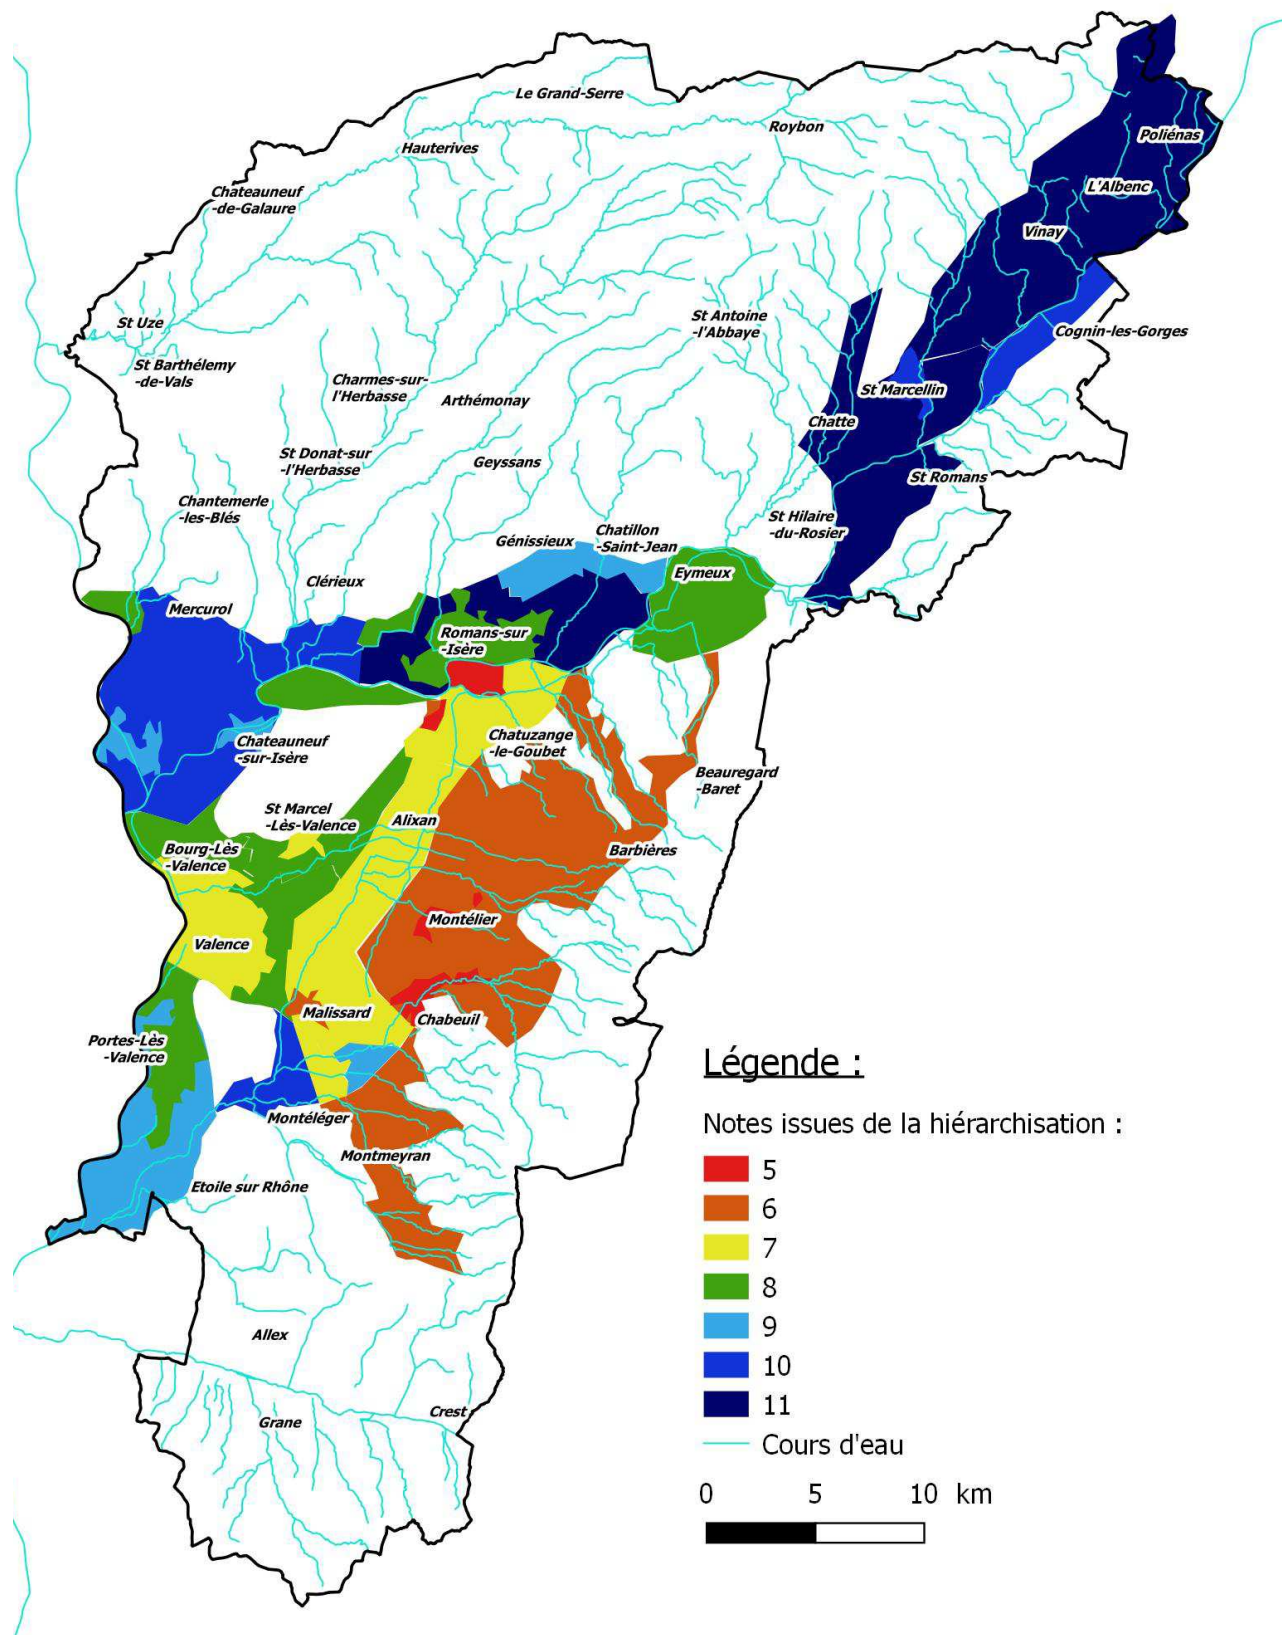 Le Grand-Serre
Roybon
Poliénas
Hauterives
L'Albenc
Chateauneuf
-de-Galaure
Vinay
St Uze
St Antoine
-l'Abbaye
Cognin-les-Gorges
St Barthélemy
-de-Vals
Charmes-sur-
l'Herbasse
Arthémonay
St Marcellin
Chatte
St Donat-sur
-l'Herbasse
Geyssans
St Romans
Chantemerle
-les-Blés
St Hilaire
-du-Rosier
Génissieux
Chatillon
-Saint-Jean
Eymeux
Clérieux
Mercurol
Romans-sur
-Isère
Chateauneuf
-sur-Isère
Chatuzange
-le-Goubet
Beauregard
-Baret
St Marcel
-Lès-Valence
Alixan
Bourg-Lès
-Valence
Barbières
Montélier
Valence
Malissard
Chabeuil
Portes-Lès
-Valence
Montéléger
Montmeyran
Etoile sur Rhône
Allex
Crest
Grane
Légende :
Notes issues de la hiérarchisation :
5
6
7
8
9
10
11
Cours d'eau
0 5 10 km